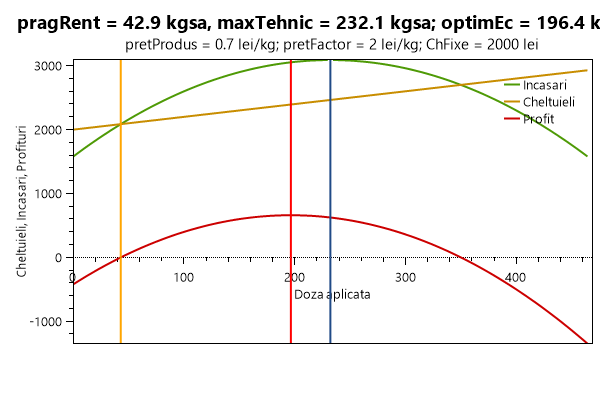 pragRent = 42.9 kgsa, maxTehnic = 232.1 kgsa; optimEc = 196.4 k
pretProdus = 0.7 lei/kg; pretFactor = 2 lei/kg; ChFixe = 2000 lei
Cheltuieli, Incasari, Profituri
3000
2000
1000
0
-1000
Incasari
Cheltuieli
Profit
0 100 200 300 400
Doza aplicata